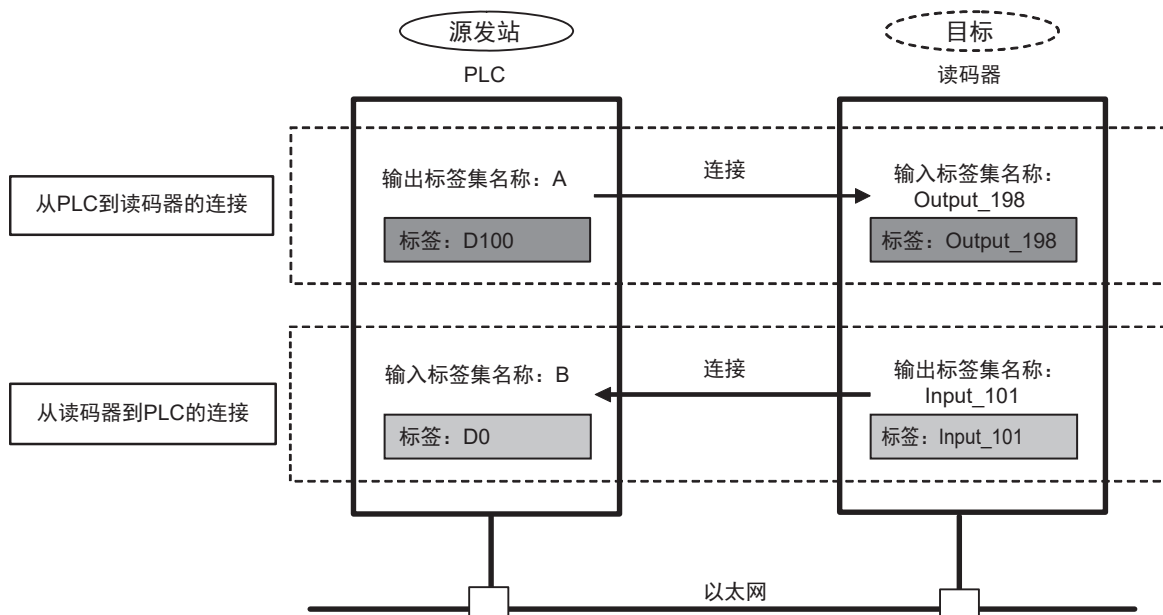 源发站
目标
PLC
读码器
从PLC到读码器的连接
输出标签集名称：A
标签：D100
连接
输入标签集名称：
Output_198
标签：Output_198
从读码器到PLC的连接
输入标签集名称：B
标签：D0
连接
输出标签集名称：
Input_101
标签：Input_101
以太网